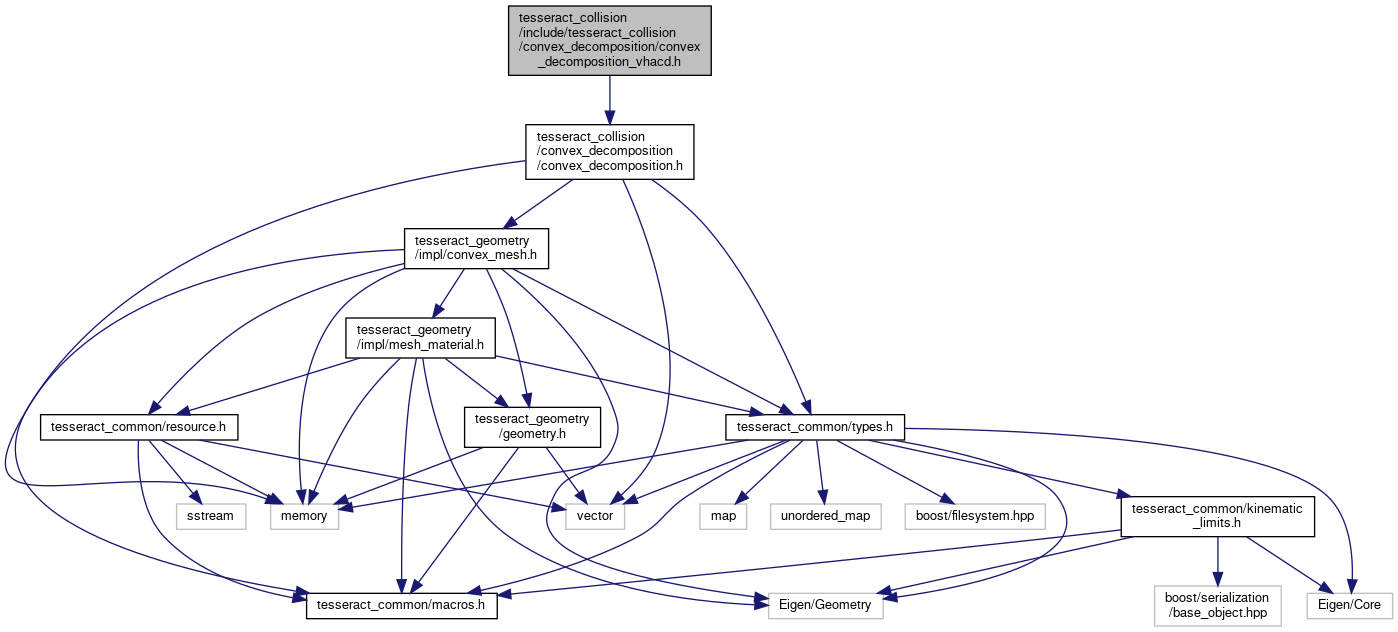 tesseract_collision
/include/tesseract_collision
/convex_decomposition/convex
_decomposition_vhacd.h
tesseract_collision
/convex_decomposition
/convex_decomposition.h
tesseract_geometry
/impl/convex_mesh.h
tesseract_geometry
/impl/mesh_material.h
tesseract_common/resource.h
tesseract_geometry
/geometry.h
tesseract_common/types.h
sstream
memory
vector
map
unordered_map
boost/filesystem.hpp
tesseract_common/kinematic
_limits.h
tesseract_common/macros.h
Eigen/Geometry
boost/serialization
/base_object.hpp
Eigen/Core